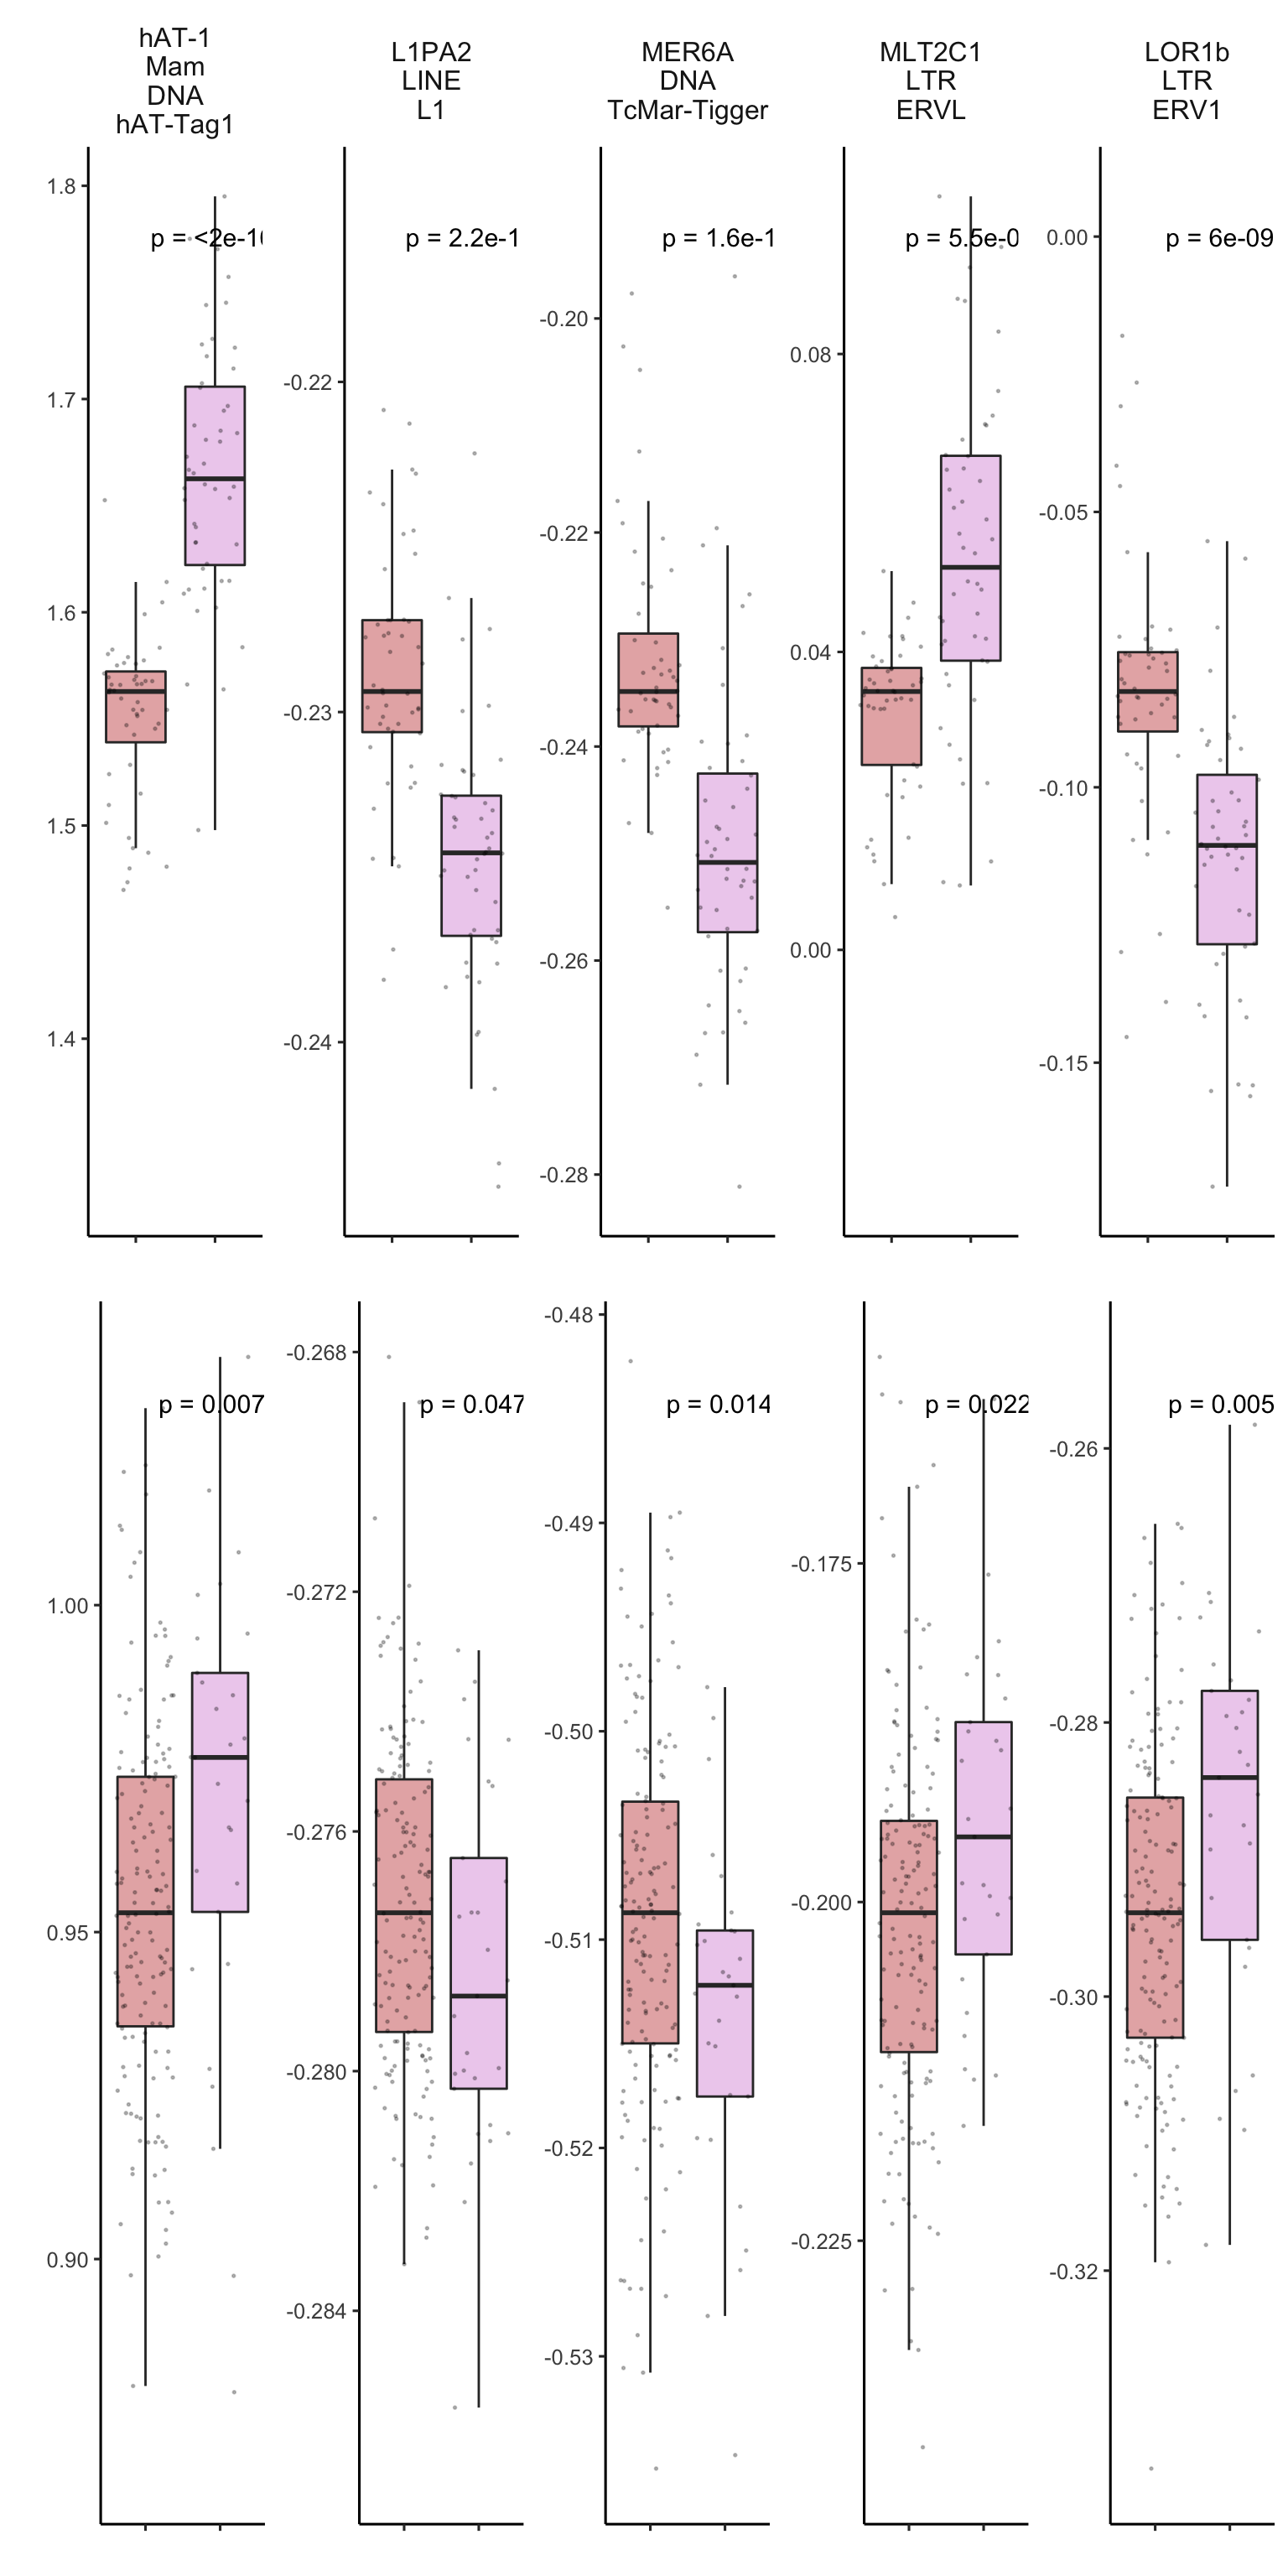 hAT-1
Mam
DNA
hAT-Tag1
L1PA2
LINE
L1
MER6A
DNA
TcMar-Tigger
MLT2C1
LTR
ERVL
LOR1b
LTR
ERV1
1.8
1.7
1.6
1.5
1.4
p = <2e-1
-0.22
-0.23
-0.24
p = 2.2e-1
-0.20
-0.22
-0.24
-0.26
-0.28
p = 1.6e-1
0.08
0.04
0.00
p = 5.5e-0
0.00
-0.05
-0.10
-0.15
p = 6e-09
1.00
0.95
0.90
p = 0.007
-0.268
-0.272
-0.276
-0.280
-0.284
p = 0.047
-0.48
-0.49
-0.50
-0.51
-0.52
-0.53
p = 0.014
-0.175
-0.200
-0.225
p = 0.022
-0.26
-0.28
-0.30
-0.32
p = 0.005